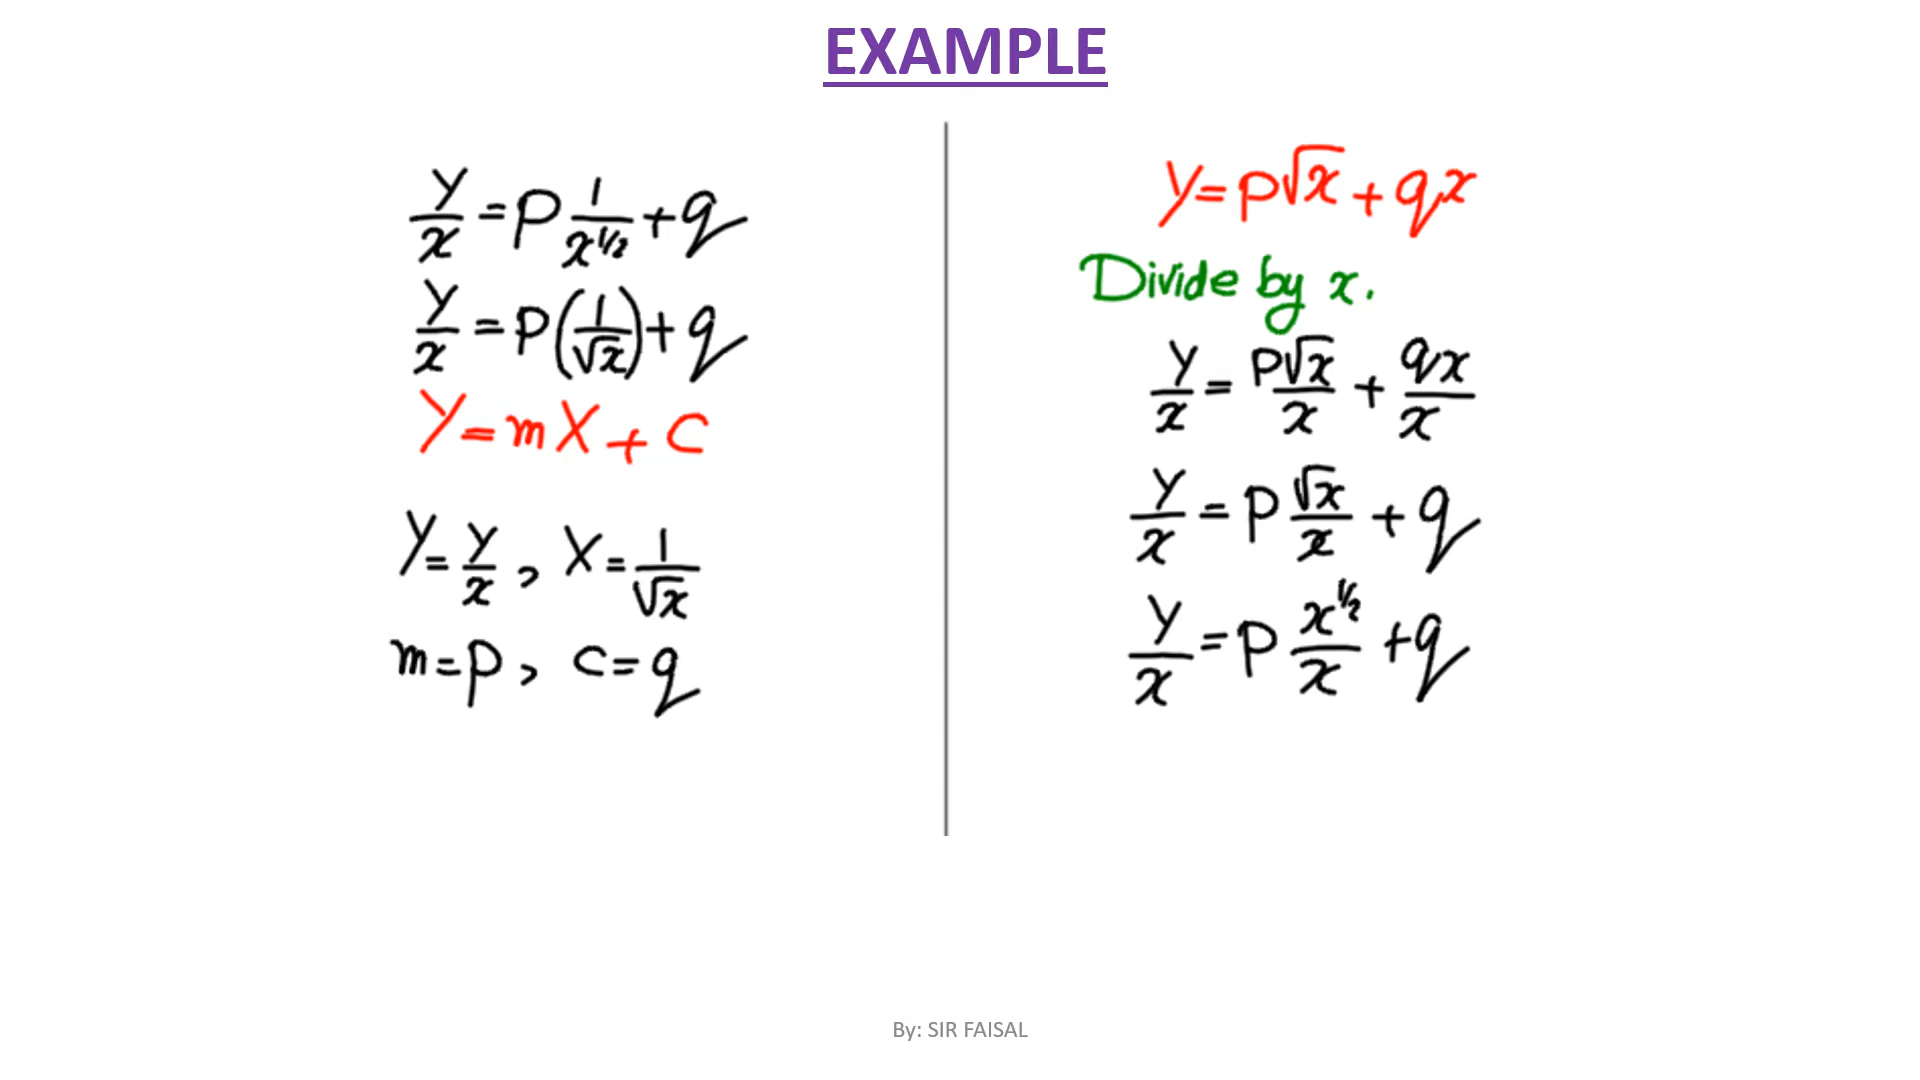 EXAMPLE
y/x = p 1/x^1/2 + q
y/x = p(1/√x) + q
Y = mX + C
Y = y/x , X = 1/√x
m = p , c = q
y = p√x + qx
Divide by x.
y/x = p√x/x + qx/x
y/x = p √x/x + q
y/x = p x^1/2/x + q
By: SIR FAISAL